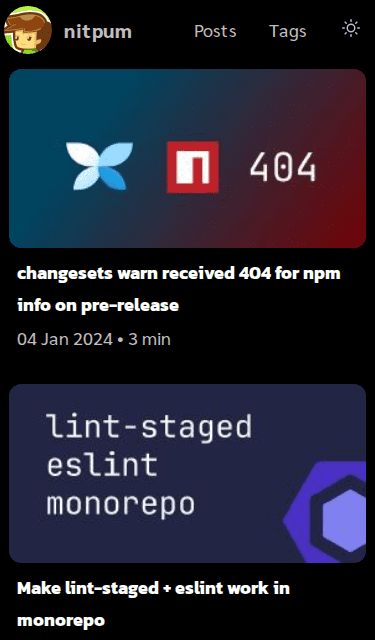 nitpum Posts Tags
404
changesets warn received 404 for npm
info on pre-release
04 Jan 2024 • 3 min
lint-staged
eslint
monorepo
Make lint-staged + eslint work in
monorepo